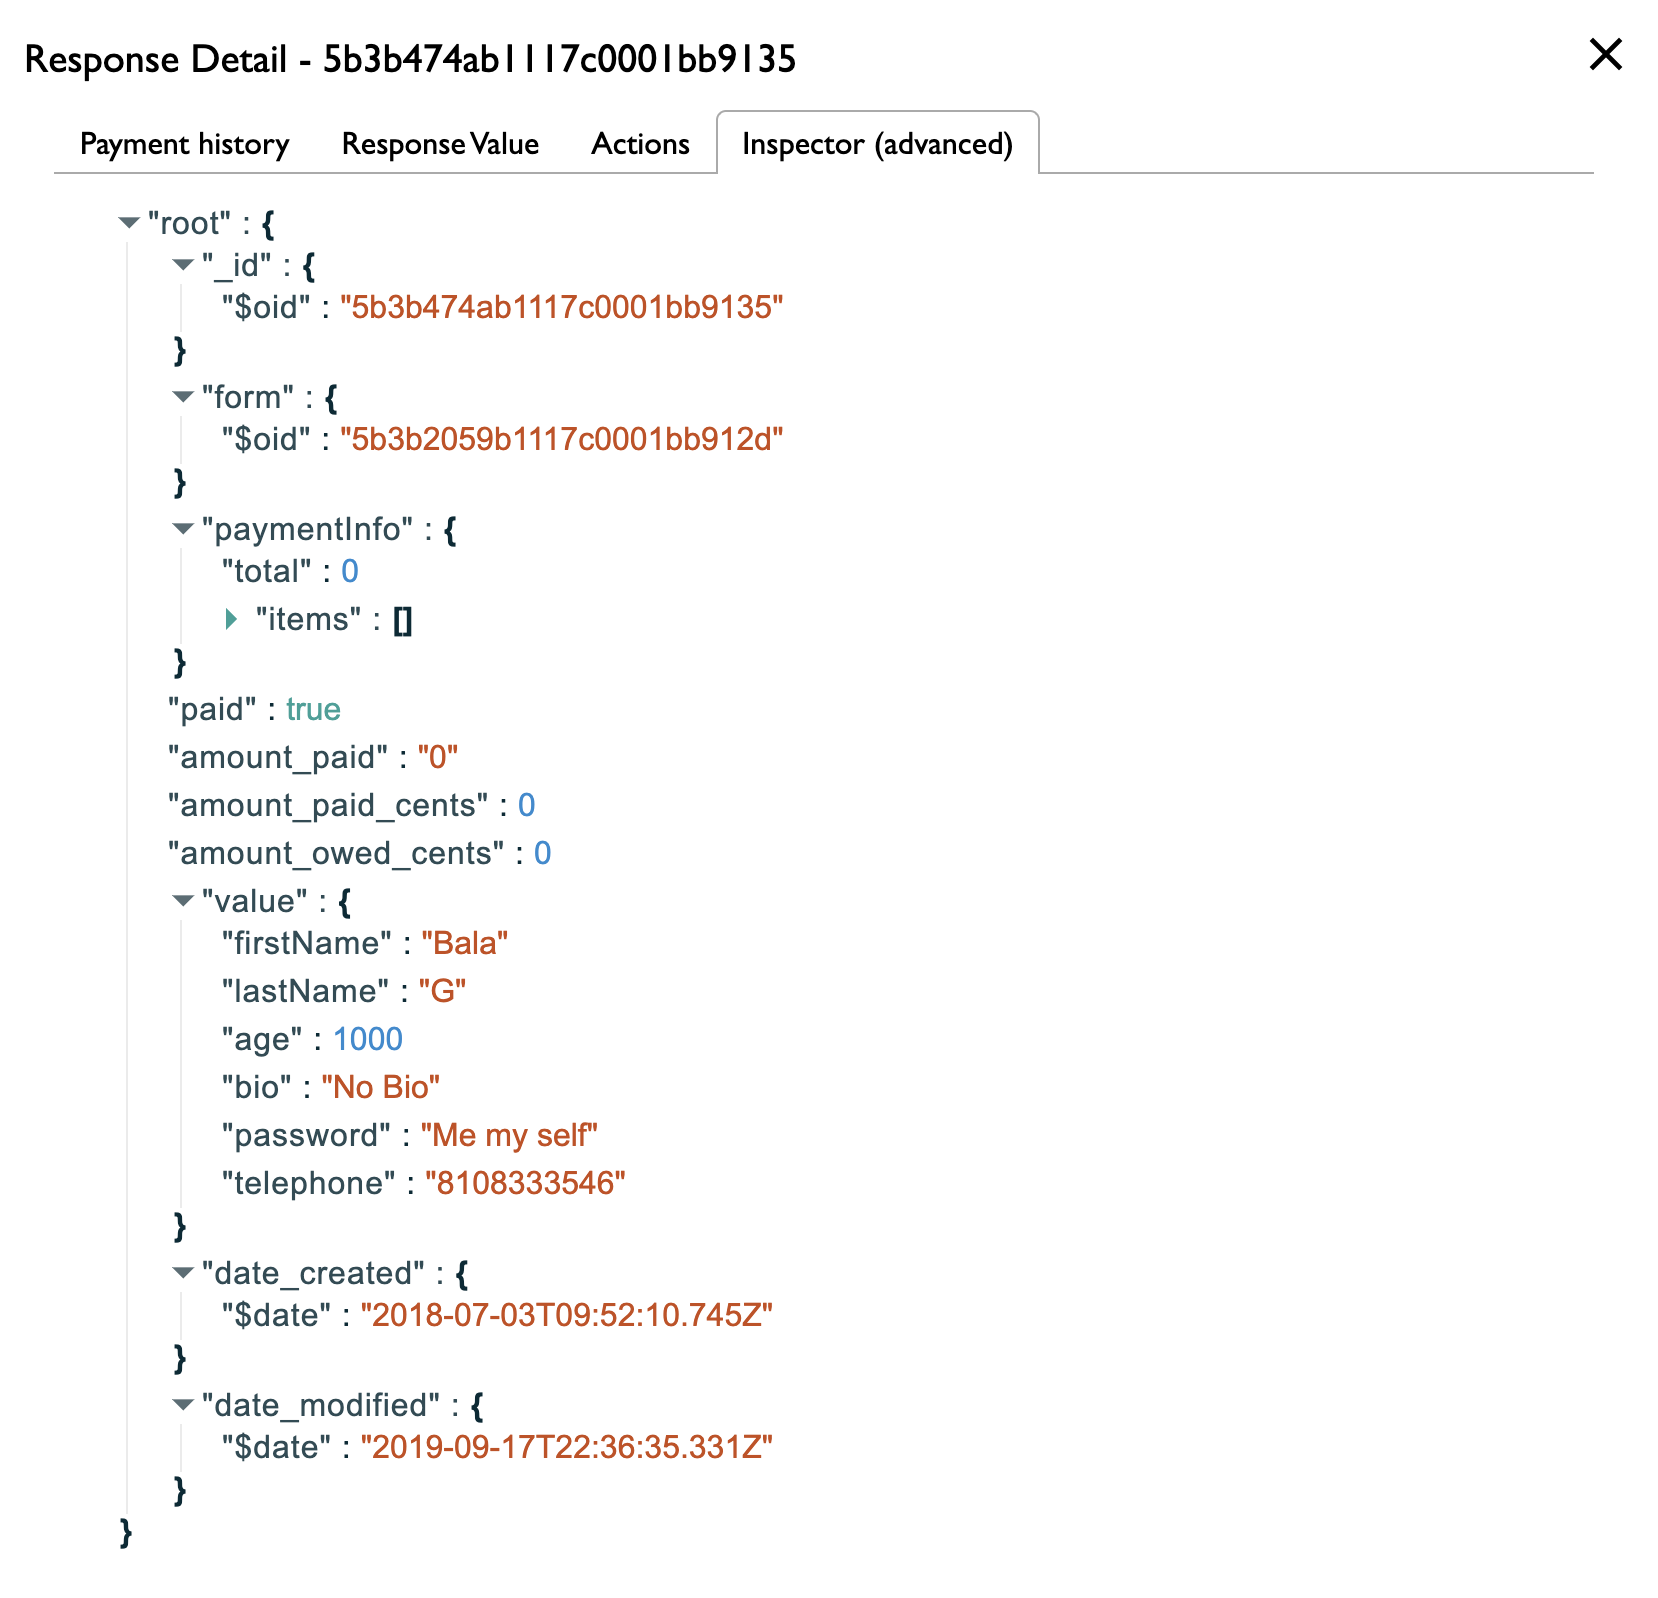 Response Detail - 5b3b474ab1117c0001bb9135
Payment history Response Value Actions Inspector (advanced)
"root" : {
"_id" : {
"$oid" : "5b3b474ab1117c0001bb9135"
}
"form" : {
"$oid" : "5b3b2059b1117c0001bb912d"
}
"paymentInfo" : {
"total" : 0
"items" : []
}
"paid" : true
"amount_paid" : "0"
"amount_paid_cents" : 0
"amount_owed_cents" : 0
"value" : {
"firstName" : "Bala"
"lastName" : "G"
"age" : 1000
"bio" : "No Bio"
"password" : "Me my self"
"telephone" : "8108333546"
}
"date_created" : {
"$date" : "2018-07-03T09:52:10.745Z"
}
"date_modified" : {
"$date" : "2019-09-17T22:36:35.331Z"
}
}